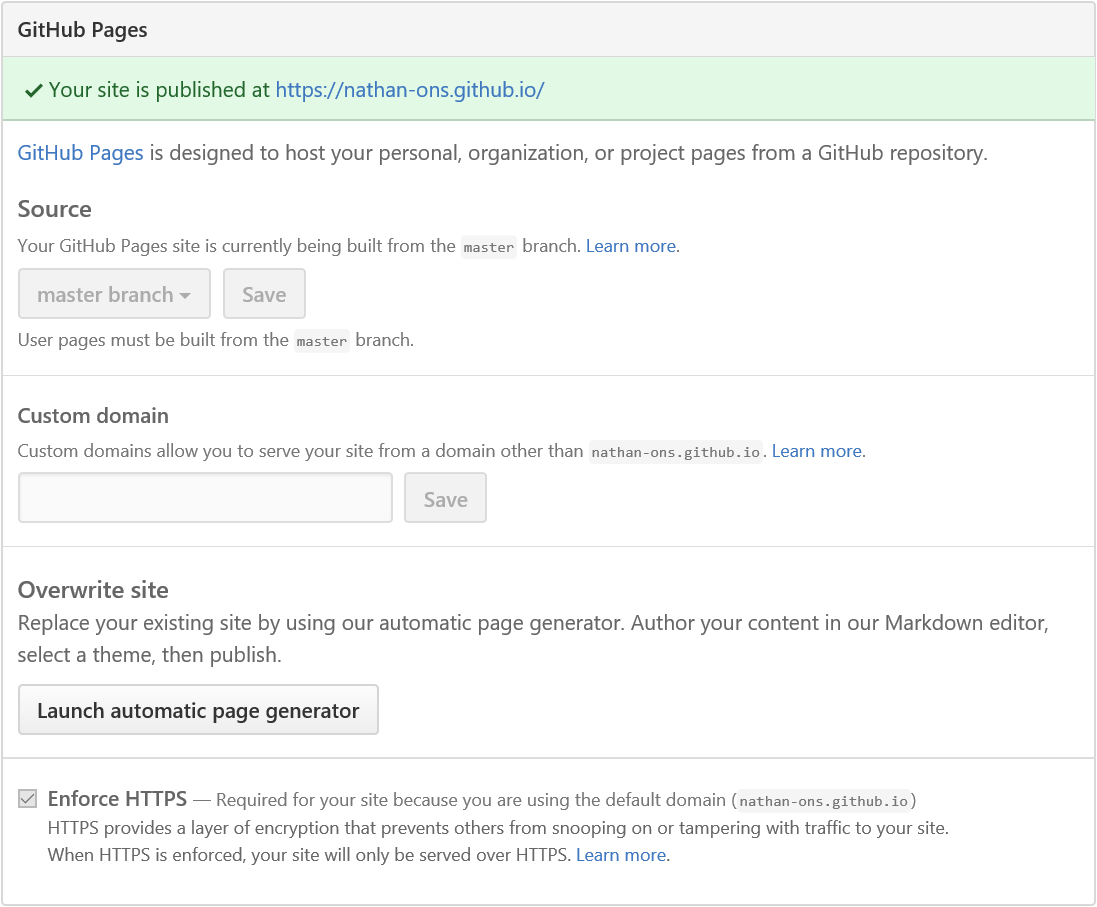 GitHub Pages
Your site is published at https://nathan-ons.github.io/
GitHub Pages is designed to host your personal, organization, or project pages from a GitHub repository.
Source
Your GitHub Pages site is currently being built from the master branch. Learn more.
master branch Save
User pages must be built from the master branch.
Custom domain
Custom domains allow you to serve your site from a domain other than nathan-ons.github.io. Learn more.
Save
Overwrite site
Replace your existing site by using our automatic page generator. Author your content in our Markdown editor,
select a theme, then publish.
Launch automatic page generator
Enforce HTTPS — Required for your site because you are using the default domain (nathan-ons.github.io)
HTTPS provides a layer of encryption that prevents others from snooping on or tampering with traffic to your site.
When HTTPS is enforced, your site will only be served over HTTPS. Learn more.